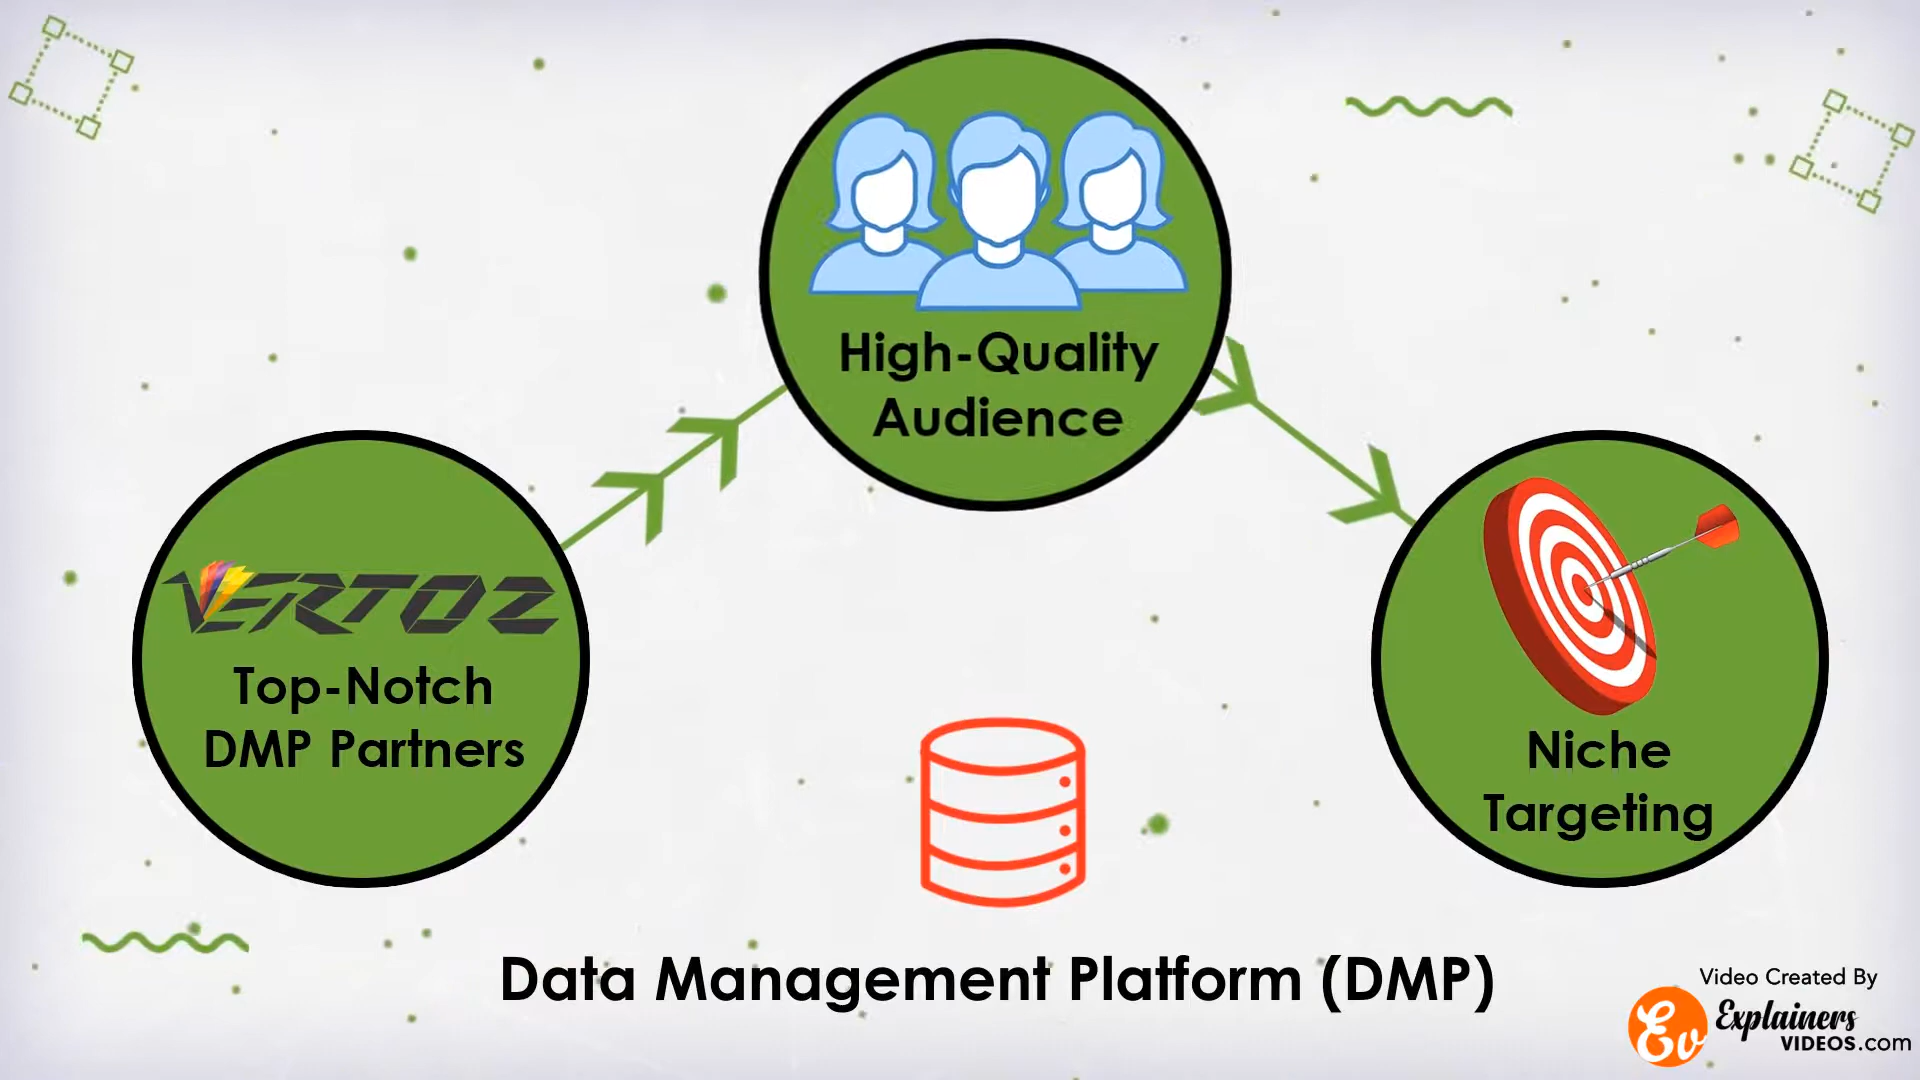 High-Quality
Audience
VERTOZ
Top-Notch
DMP Partners
Niche
Targeting
Data Management Platform (DMP)
Video Created By
Ev
Explainers
VIDEOS.com